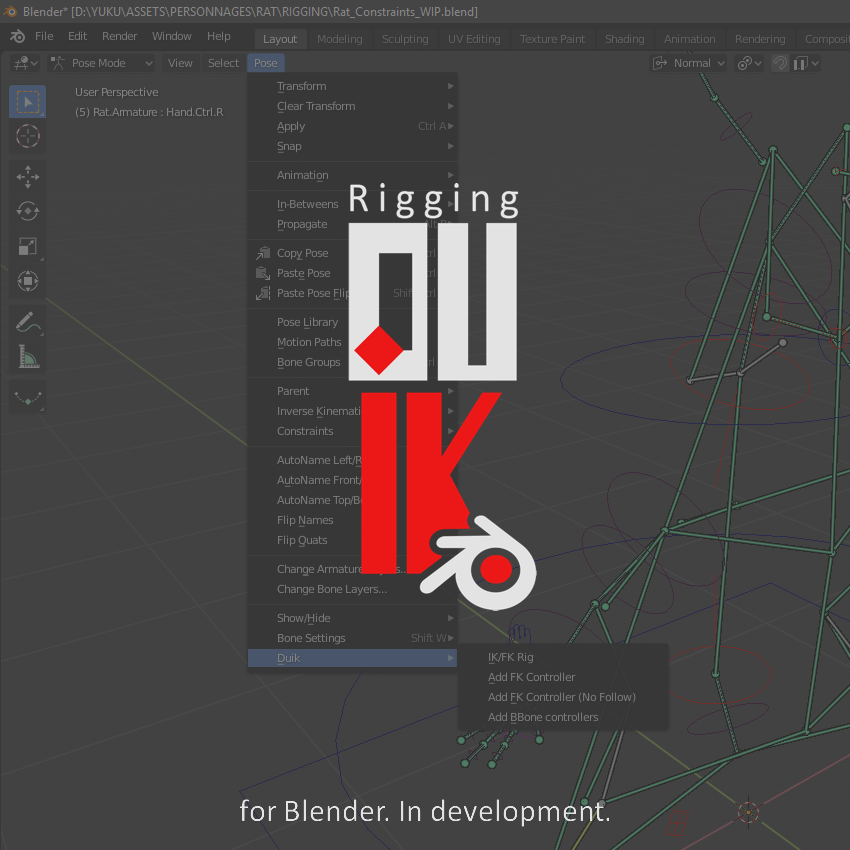 Blender* [D:\YUKU\ASSETS\PERSONNAGES\RAT\RIGGING\Rat_Constraints_WIP.blend]
File Edit Render Window Help Layout Modeling Sculpting UV Editing Texture Paint Shading Animation Rendering
Pose Mode View Select Pose Normal
User Perspective
(5) Rat.Armature : Hand.Ctrl.R
Transform
Clear Transform
Apply Ctrl A
Snap
Animation
In-Betweens
Propagate
Copy Pose
Paste Pose
Paste Pose Flip
Pose Library
Motion Paths
Bone Groups
Parent
Inverse Kinemati
Constraints
AutoName Left/R
AutoName Front/
AutoName Top/B
Flip Names
Flip Quats
Change Armature
Change Bone Layers...
Show/Hide
Bone Settings Shift W
Duik
IK/FK Rig
Add FK Controller
Add FK Controller (No Follow)
Add BBone controllers
Rigging
DU
IK
for Blender. In development.